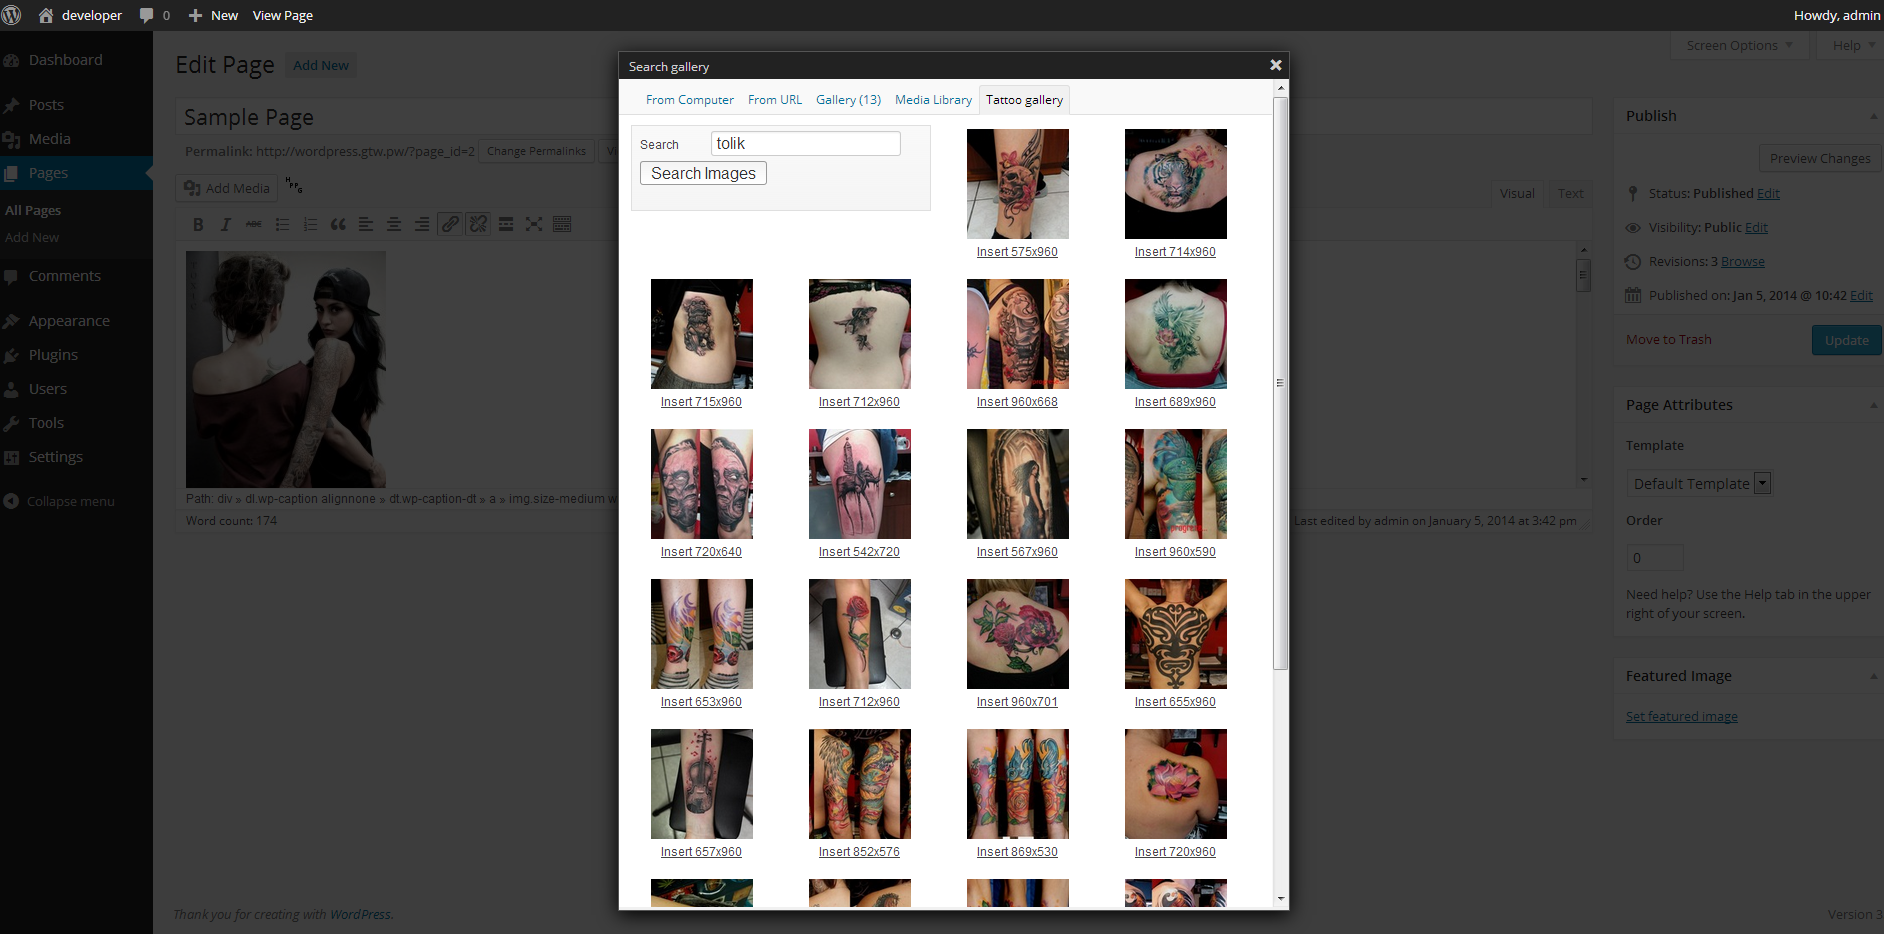 developer 0 New View Page Howdy, admin
Dashboard
Posts
Media
Pages
All Pages
Add New
Comments
Appearance
Plugins
Users
Tools
Settings
Collapse menu
Edit Page Add New
Screen Options Help
Sample Page
Permalink: http://wordpress.gtw.pw/?page_id=2 Change Permalinks
Add Media
Visual Text
B I ABC
Path: div » dl.wp-caption alignnone » dt.wp-caption-dt » a » img.size-medium
Word count: 174
Last edited by admin on January 5, 2014 at 3:42 pm
Search gallery
From Computer From URL Gallery (13) Media Library Tattoo gallery
Search tolik
Search Images
Insert 575x960 Insert 714x960
Insert 715x960 Insert 712x960 Insert 960x668 Insert 689x960
Insert 720x640 Insert 542x720 Insert 567x960 Insert 960x590
Insert 653x960 Insert 712x960 Insert 960x701 Insert 655x960
Insert 657x960 Insert 852x576 Insert 869x530 Insert 720x960
Publish
Preview Changes
Status: Published Edit
Visibility: Public Edit
Revisions: 3 Browse
Published on: Jan 5, 2014 @ 10:42 Edit
Move to Trash Update
Page Attributes
Template
Default Template
Order
0
Need help? Use the Help tab in the upper
right of your screen.
Featured Image
Set featured image
Thank you for creating with WordPress.
Version 3